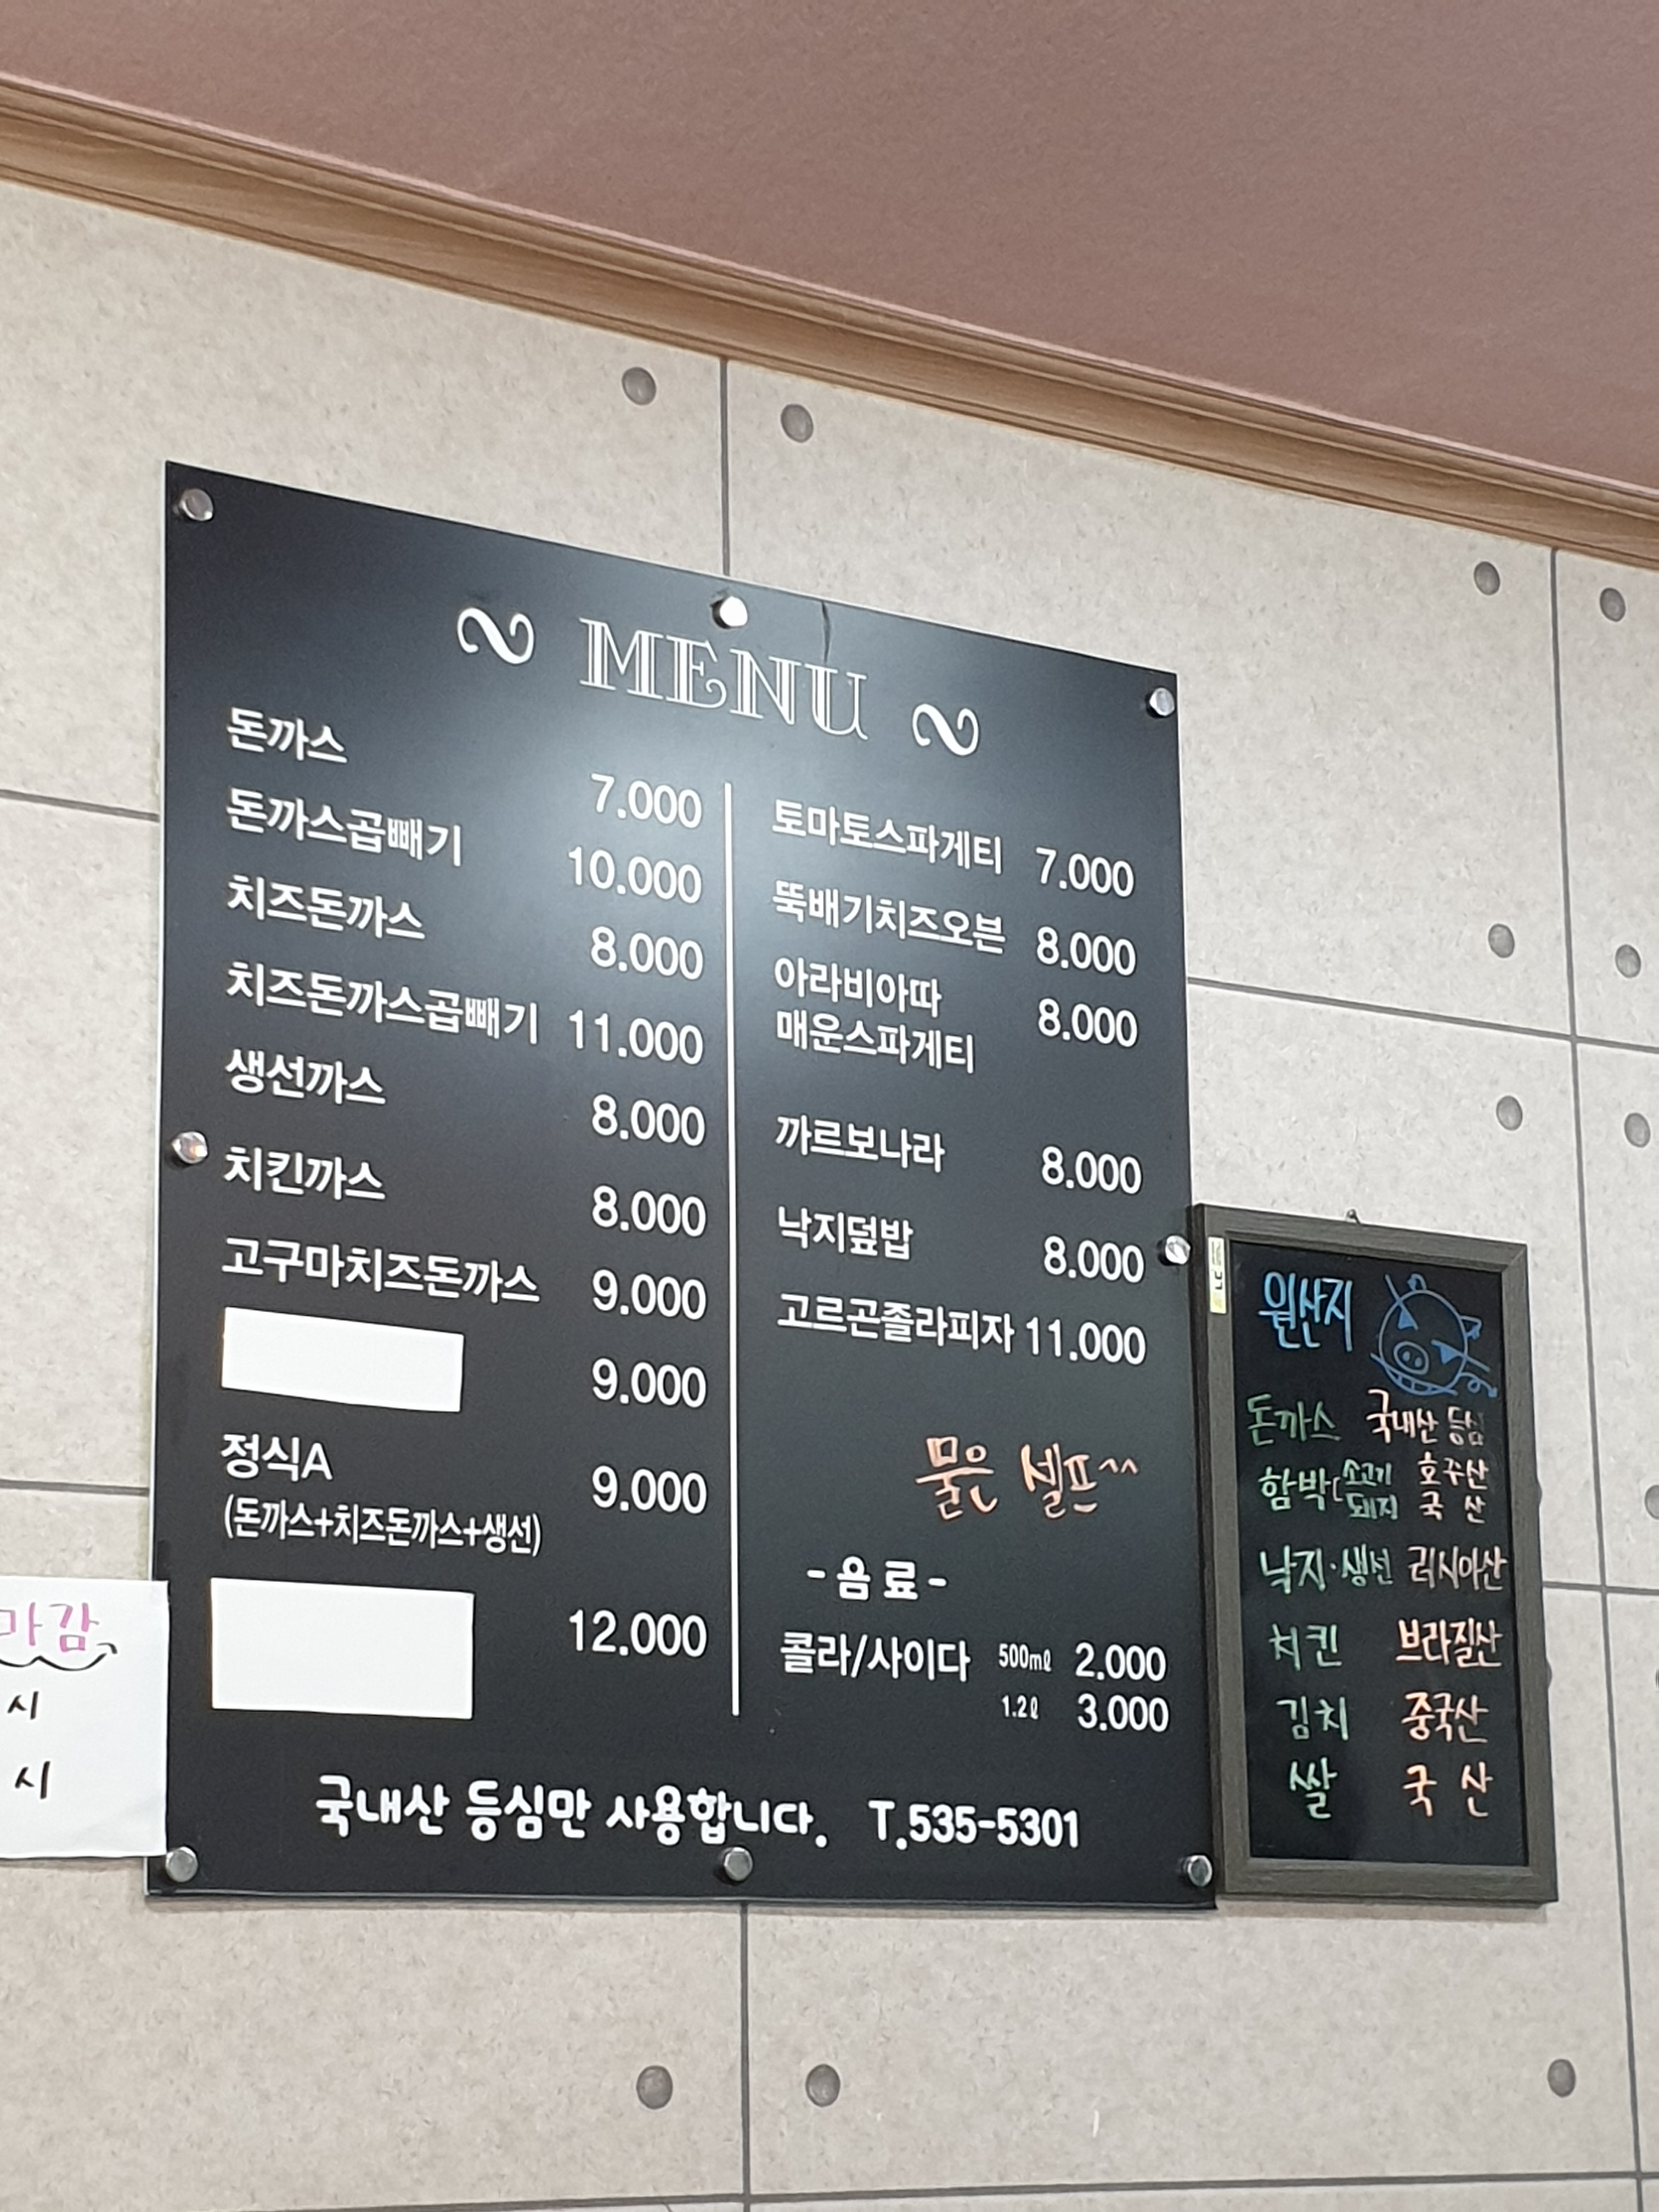 MENU
돈까스 7.000
돈까스곱빼기 10.000
치즈돈까스 8.000
치즈돈까스곱빼기 11.000
생선까스 8.000
치킨까스 8.000
고구마치즈돈까스 9.000
9.000
정식A 9.000
(돈까스+치즈돈까스+생선)
12.000
토마토스파게티 7.000
뚝배기치즈오븐 8.000
아라비아따 8.000
매운스파게티
까르보나라 8.000
낙지덮밥 8.000
고르곤졸라피자 11.000
물은 셀프^^
-음료-
콜라/사이다 500㎖ 2.000
1.2ℓ 3.000
국내산 등심만 사용합니다. T.535-5301
원산지
돈까스 국내산 등심
함박( 소고기 호주산
돼지 국 산
낙지·생선 러시아산
치킨 브라질산
김치 중국산
쌀 국 산
마감
시
시